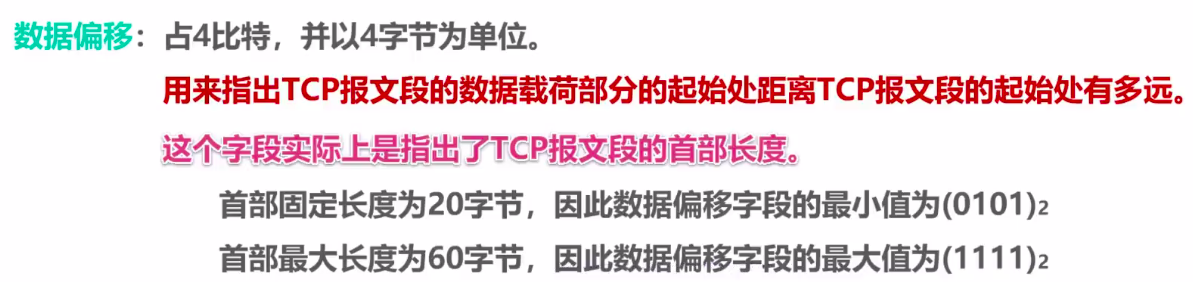 数据偏移：占4比特，并以4字节为单位。
用来指出TCP报文段的数据载荷部分的起始处距离TCP报文段的起始处有多远。
这个字段实际上是指出了TCP报文段的首部长度。
首部固定长度为20字节，因此数据偏移字段的最小值为(0101)₂
首部最大长度为60字节，因此数据偏移字段的最大值为(1111)₂